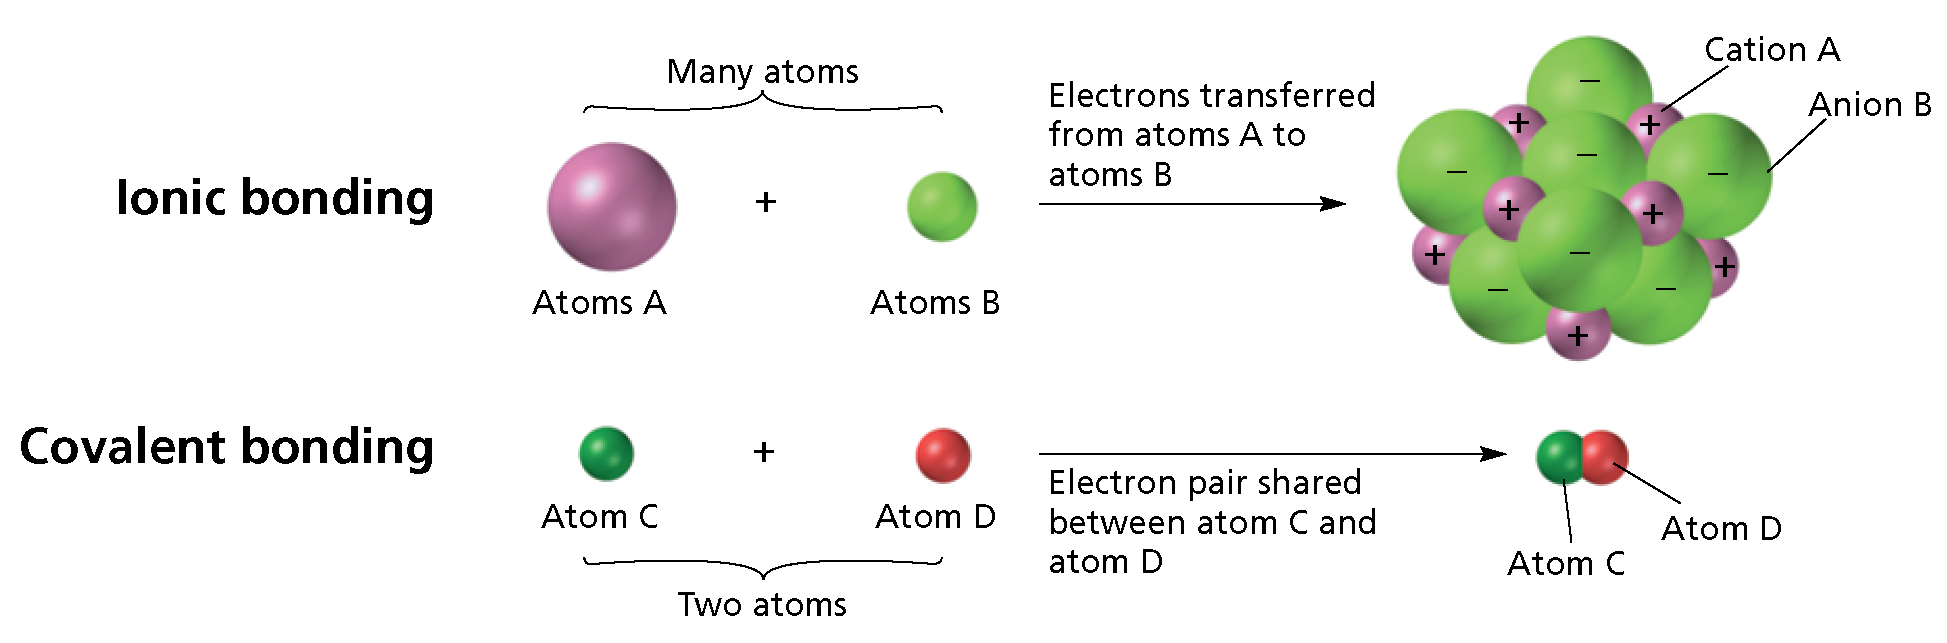 Many atoms
Ionic bonding
+
Atoms A
Atoms B
Electrons transferred
from atoms A to
atoms B
Cation A
Anion B
−
+
+
−
−
−
+
+
+
−
+
−
−
+
Covalent bonding
+
Atom C
Atom D
Two atoms
Electron pair shared
between atom C and
atom D
Atom D
Atom C